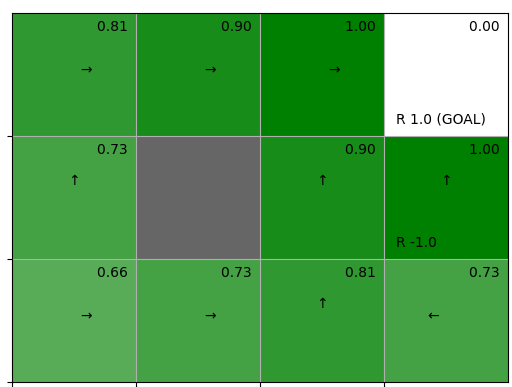 0.81 0.90 1.00 0.00
→ → →
R 1.0 (GOAL)
0.73 0.90 1.00
↑ ↑ ↑
R -1.0
0.66 0.73 0.81 0.73
→ → ↑ ←